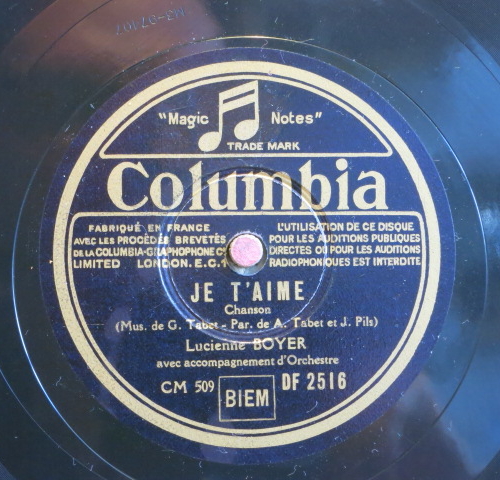 "Magic Notes"
TRADE MARK
Columbia
FABRIQUÉ EN FRANCE
AVEC LES PROCÉDÉS BREVETÉS
DE LA COLUMBIA-GRAPHOPHONE Cº
LIMITED LONDON. E.C.1
L'UTILISATION DE CE DISQUE
POUR LES AUDITIONS PUBLIQUES
DIRECTES OU POUR LES AUDITIONS
RADIOPHONIQUES EST INTERDITE
JE T'AIME
Chanson
(Mus. de G. Tabet - Par. de A. Tabet et J. Pils)
Lucienne BOYER
avec accompagnement d'Orchestre
CM 509 BIEM DF 2516